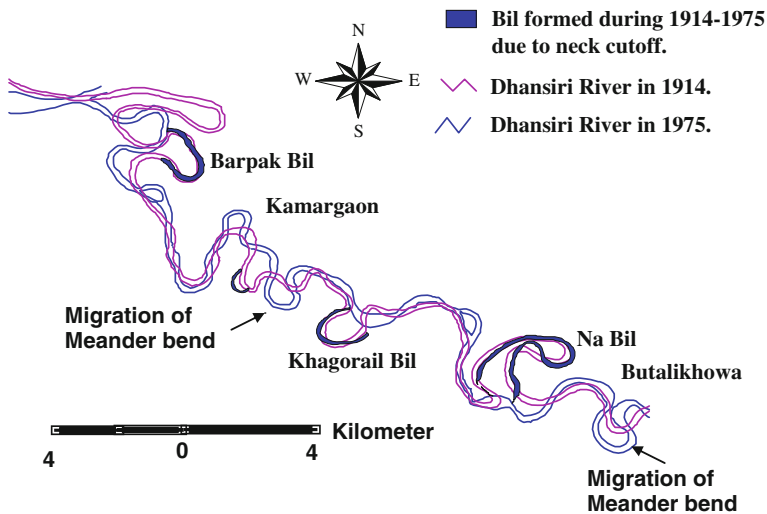 Bil formed during 1914-1975
due to neck cutoff.
Dhansiri River in 1914.
Dhansiri River in 1975.
N
W
E
S
Barpak Bil
Kamargaon
Migration of
Meander bend
Khagorail Bil
Na Bil
Butalikhowa
Kilometer
4
0
4
Migration of
Meander bend